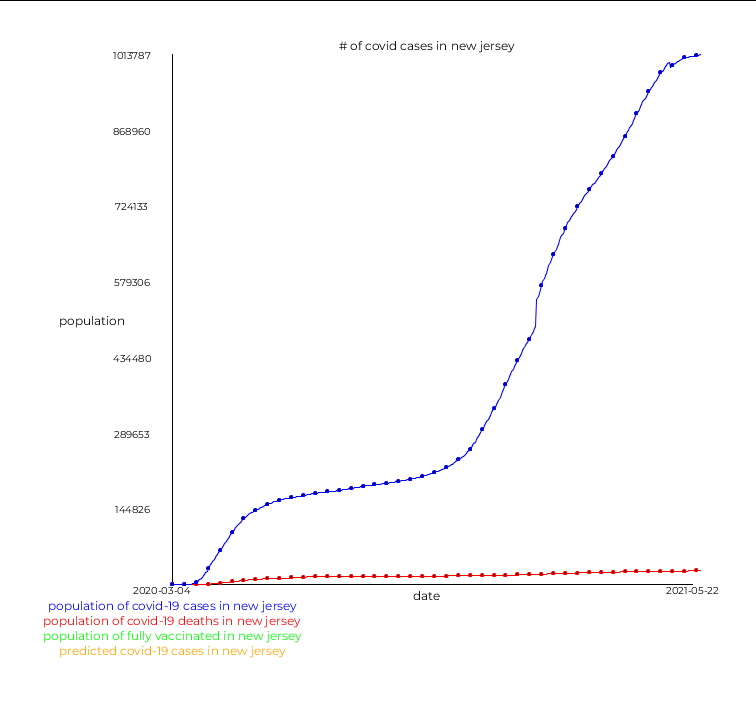 # of covid cases in new jersey
1013787
868960
724133
579306
population
434480
289653
144826
2020-03-04
2021-05-22
date
population of covid-19 cases in new jersey
population of covid-19 deaths in new jersey
population of fully vaccinated in new jersey
predicted covid-19 cases in new jersey